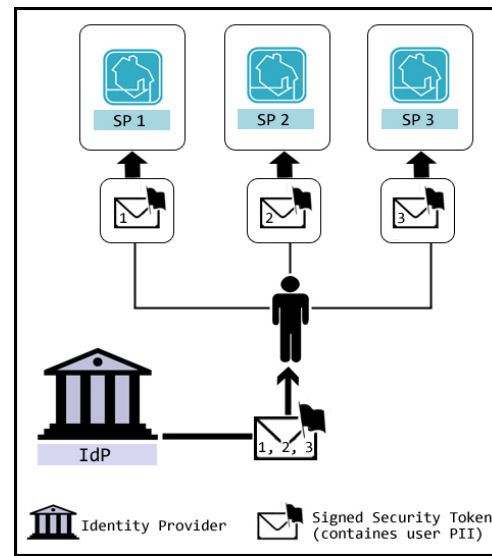 SP 1
SP 2
SP 3
1
2
3
1, 2, 3
IdP
Identity Provider
Signed Security Token
(containes user PII)